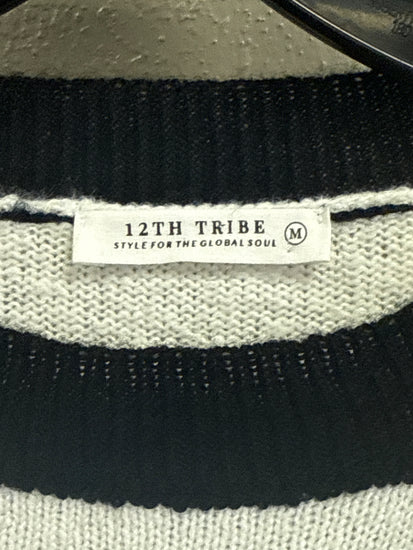 12TH TRIBE
STYLE FOR THE GLOBAL SOUL
M